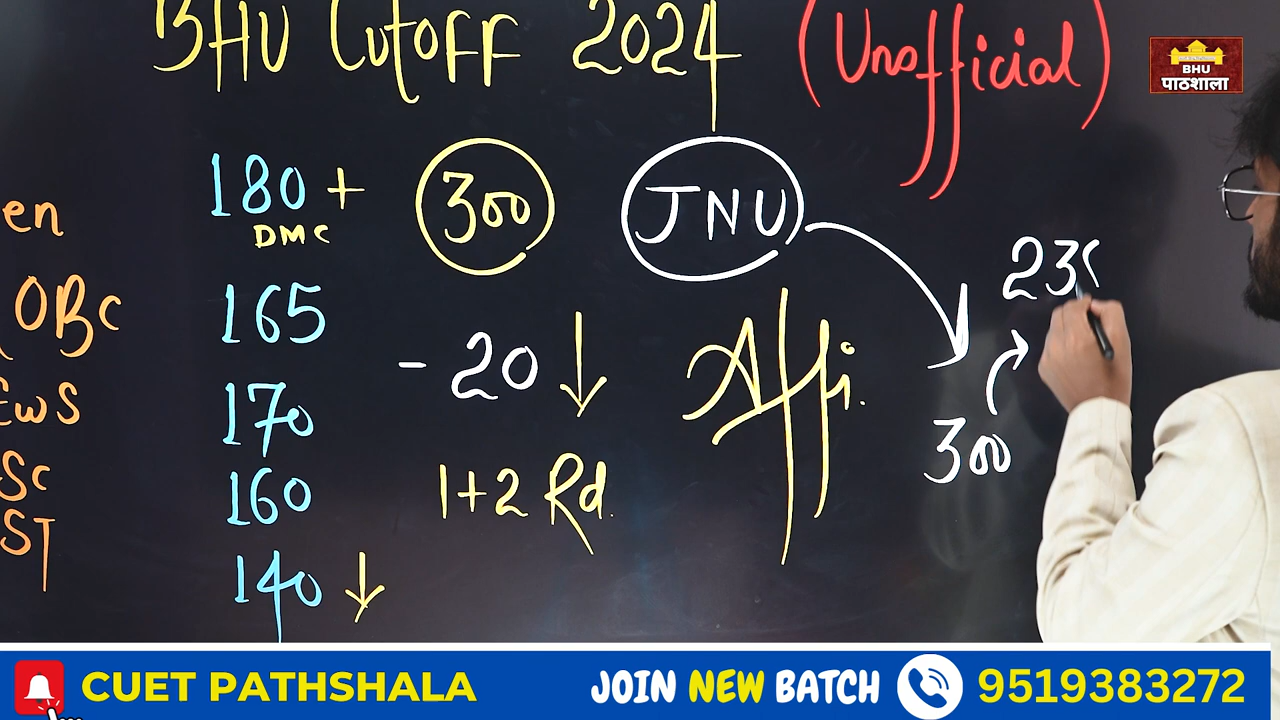 BHU CutoFF 2024 (Unofficial)
BHU
पाठशाला
en 180 + 300 JNU
DMC
OBC 165 - 20
EWS 170 Affi.
SC 160 1+2 Rd.
ST 140
300
CUET PATHSHALA JOIN NEW BATCH 9519383272